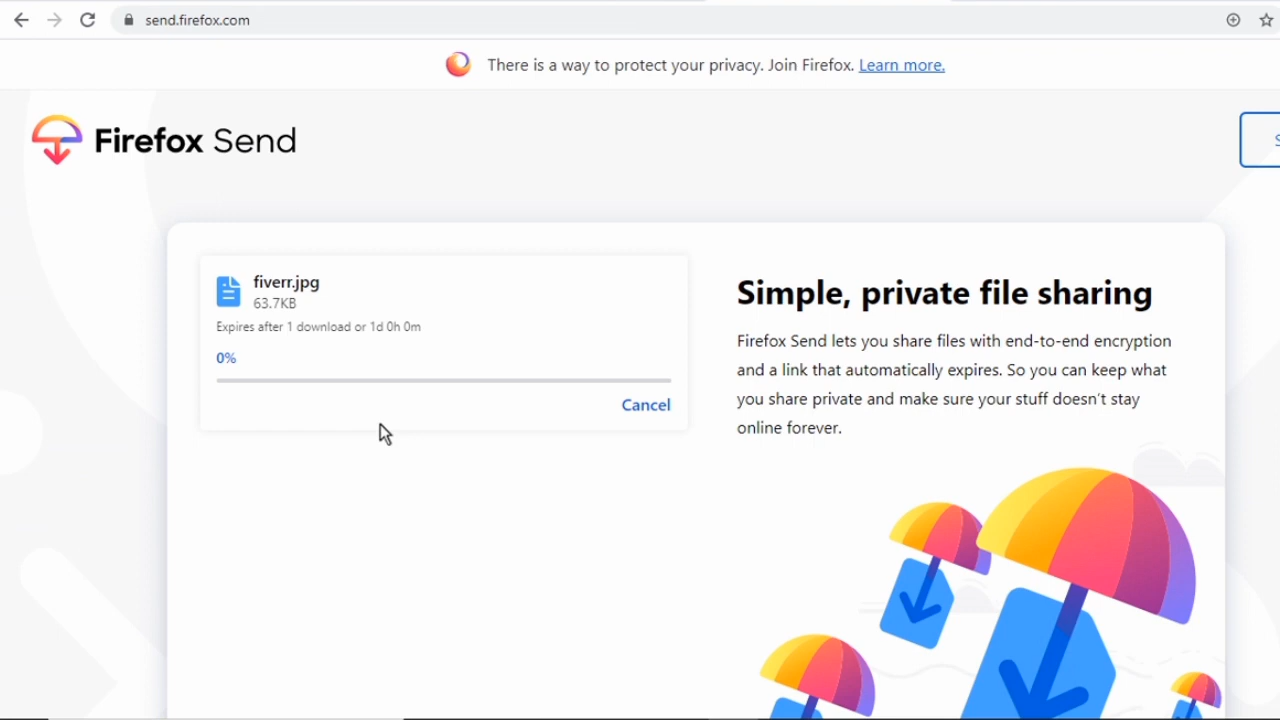 send.firefox.com
There is a way to protect your privacy. Join Firefox. Learn more.
Firefox Send
fiverr.jpg
63.7KB
Expires after 1 download or 1d 0h 0m
0%
Cancel
Simple, private file sharing
Firefox Send lets you share files with end-to-end encryption
and a link that automatically expires. So you can keep what
you share private and make sure your stuff doesn't stay
online forever.